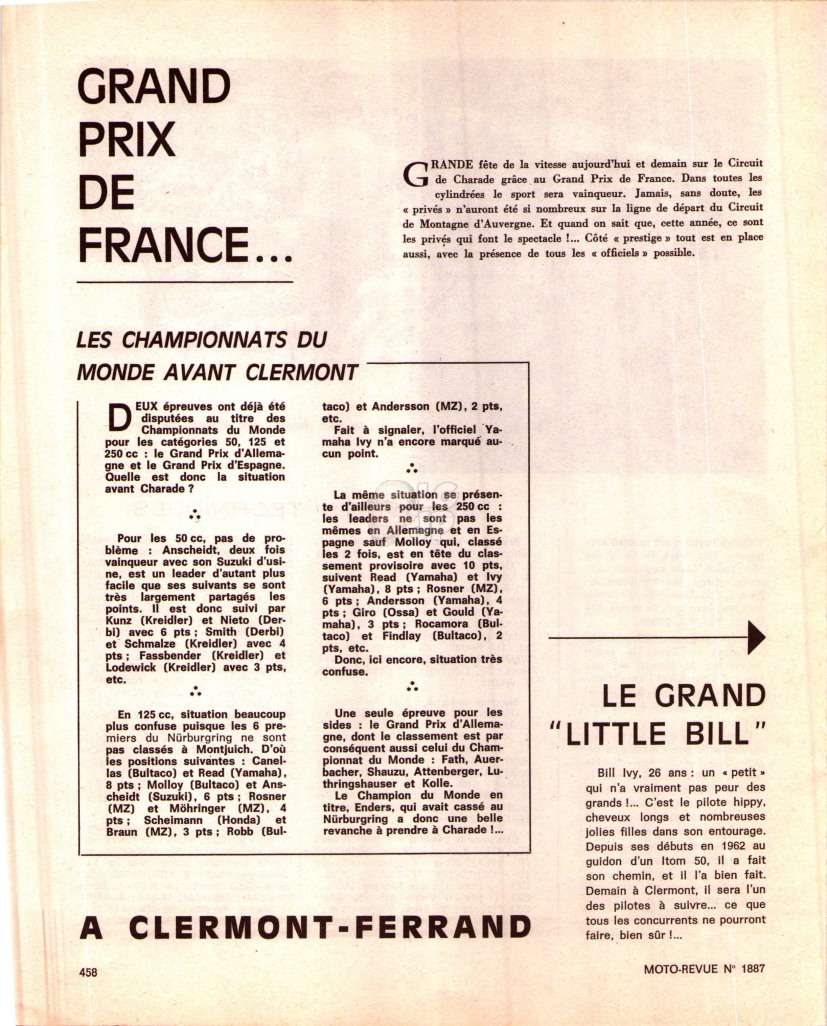 GRAND
PRIX
DE
FRANCE...
GRANDE fête de la vitesse aujourd'hui et demain sur le Circuit
de Charade grâce au Grand Prix de France. Dans toutes les
cylindrées le sport sera vainqueur. Jamais, sans doute, les
« privés » n'auront été si nombreux sur la ligne de départ du Circuit
de Montagne d'Auvergne. Et quand on sait que, cette année, ce sont
les privés qui font le spectacle !... Côté « prestige » tout est en place
aussi, avec la présence de tous les « officiels » possible.
LES CHAMPIONNATS DU
MONDE AVANT CLERMONT
DEUX épreuves ont déjà été
disputées au titre des
Championnats du Monde
pour les catégories 50, 125 et
250 cc : le Grand Prix d'Allema-
gne et le Grand Prix d'Espagne.
Quelle est donc la situation
avant Charade ?
Pour les 50 cc, pas de pro-
blème : Anscheidt, deux fois
vainqueur avec son Suzuki d'usi-
ne, est un leader d'autant plus
facile que ses suivants se sont
très largement partagés les
points. Il est donc suivi par
Kunz (Kreidler) et Nieto (Der-
bi) avec 6 pts ; Smith (Derbi)
et Schmalze (Kreidler) avec 4
pts ; Fassbender (Kreidler) et
Lodewick (Kreidler) avec 3 pts,
etc.
En 125 cc, situation beaucoup
plus confuse puisque les 6 pre-
miers du Nürburgring ne sont
pas classés à Montjuich. D'où
les positions suivantes : Canel-
las (Bultaco) et Read (Yamaha),
8 pts ; Molloy (Bultaco) et Ans-
cheidt (Suzuki), 6 pts ; Rosner
(MZ) et Möhringer (MZ), 4
pts ; Scheimann (Honda) et
Braun (MZ), 3 pts ; Robb (Bul-
taco) et Andersson (MZ), 2 pts,
etc.
Fait à signaler, l'officiel Ya-
maha Ivy n'a encore marqué au-
cun point.
La même situation se présen-
te d'ailleurs pour les 250 cc :
les leaders ne sont pas les
mêmes en Allemagne et en Es-
pagne sauf Molloy qui, classé
les 2 fois, est en tête du clas-
sement provisoire avec 10 pts,
suivent Read (Yamaha) et Ivy
(Yamaha), 8 pts ; Rosner (MZ),
6 pts ; Andersson (Yamaha), 4
pts ; Giro (Ossa) et Gould (Ya-
maha), 3 pts ; Rocamora (Bul-
taco) et Findlay (Bultaco), 2
pts, etc.
Donc, ici encore, situation très
confuse.
Une seule épreuve pour les
sides : le Grand Prix d'Allema-
gne, dont le classement est par
conséquent aussi celui du Cham-
pionnat du Monde : Fath, Auer-
bacher, Shauzu, Attenberger, Lu-
thringshauser et Kolle.
Le Champion du Monde en
titre, Enders, qui avait cassé au
Nürburgring a donc une belle
revanche à prendre à Charade !...
LE GRAND
"LITTLE BILL"
Bill Ivy, 26 ans : un « petit »
qui n'a vraiment pas peur des
grands !... C'est le pilote hippy,
cheveux longs et nombreuses
jolies filles dans son entourage.
Depuis ses débuts en 1962 au
guidon d'un Itom 50, il a fait
son chemin, et il l'a bien fait.
Demain à Clermont, il sera l'un
des pilotes à suivre... ce que
tous les concurrents ne pourront
faire, bien sûr !...
A CLERMONT-FERRAND
458
MOTO-REVUE N° 1887